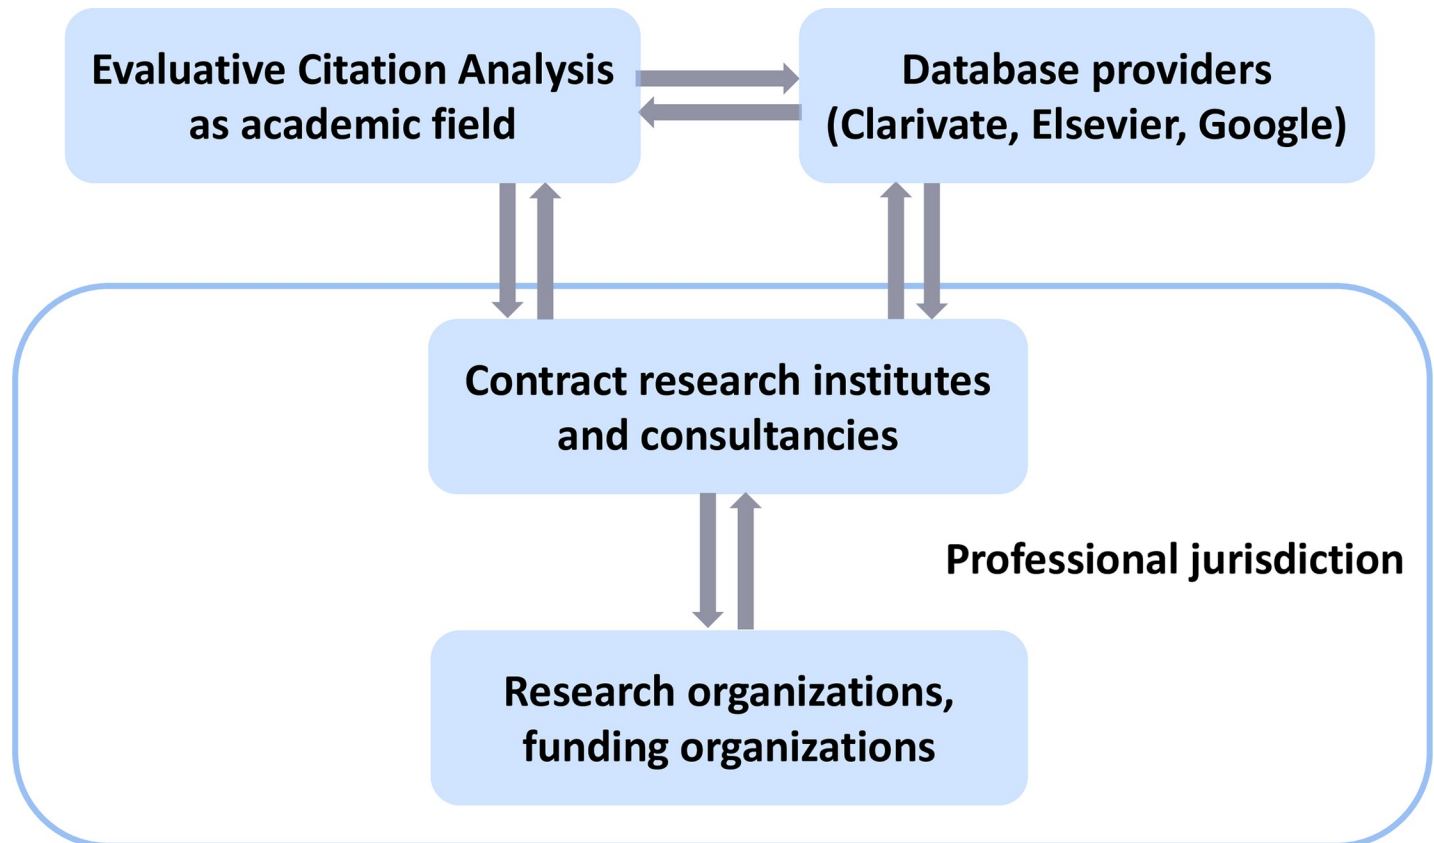 Evaluative Citation Analysis
as academic field
Database providers
(Clarivate, Elsevier, Google)
Contract research institutes
and consultancies
Professional jurisdiction
Research organizations,
funding organizations